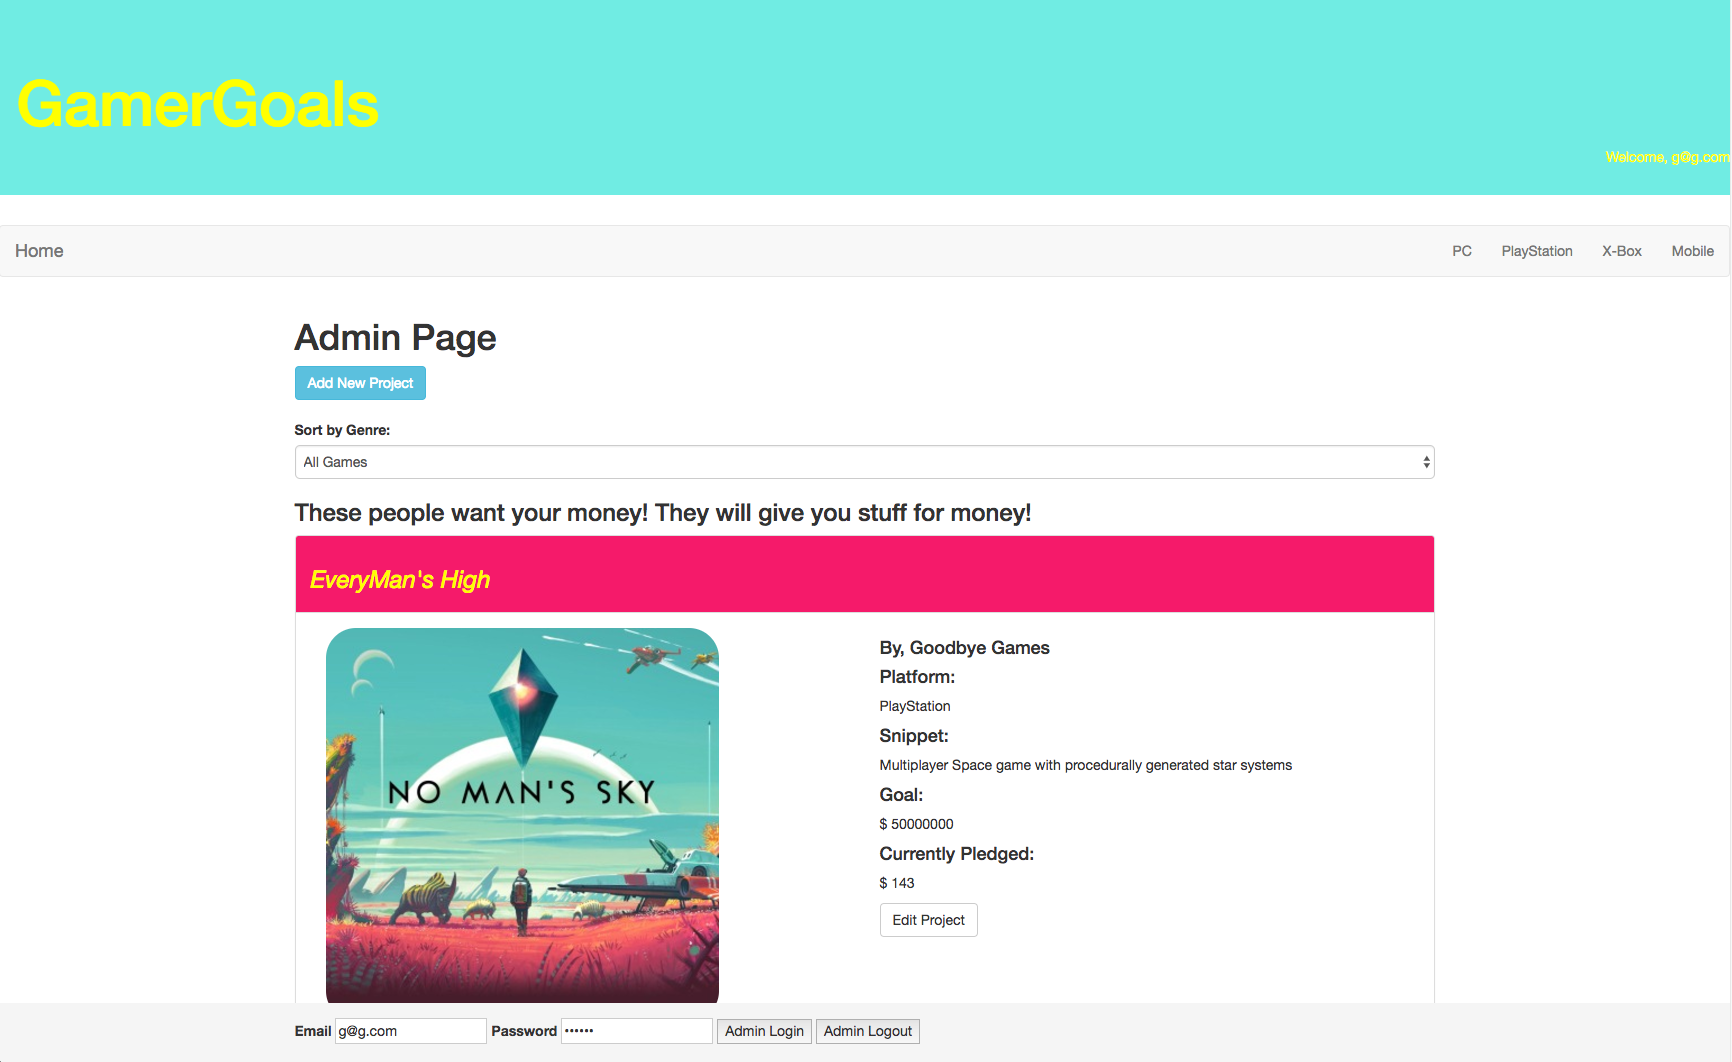 GamerGoals
Welcome, g@g.com
Home PC PlayStation X-Box Mobile
Admin Page
Add New Project
Sort by Genre:
All Games
These people want your money! They will give you stuff for money!
EveryMan's High
NO MAN'S SKY
By, Goodbye Games
Platform:
PlayStation
Snippet:
Multiplayer Space game with procedurally generated star systems
Goal:
$ 50000000
Currently Pledged:
$ 143
Edit Project
Email g@g.com Password •••••• Admin Login Admin Logout